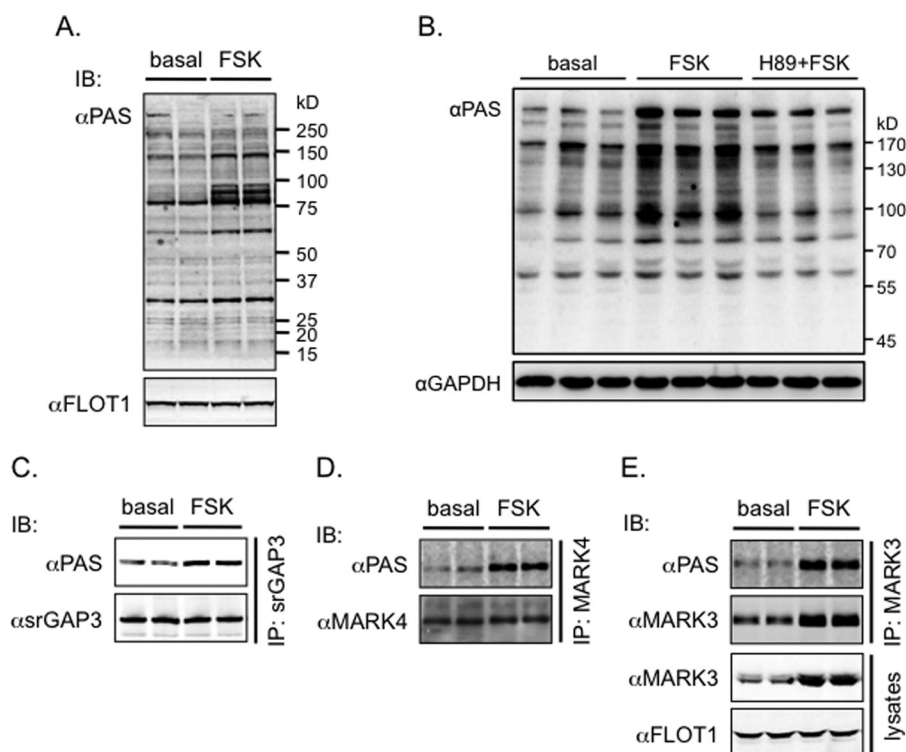 A.
basal FSK
IB:
kD
αPAS
250
150
100
75
50
37
25
20
15
αFLOT1
B.
basal FSK H89+FSK
αPAS
kD
170
130
100
70
55
45
αGAPDH
C.
basal FSK
IB:
αPAS
αsrGAP3
IP: srGAP3
D.
basal FSK
IB:
αPAS
αMARK4
IP: MARK4
E.
basal FSK
IB:
αPAS
αMARK3
IP: MARK3
αMARK3
αFLOT1
lysates